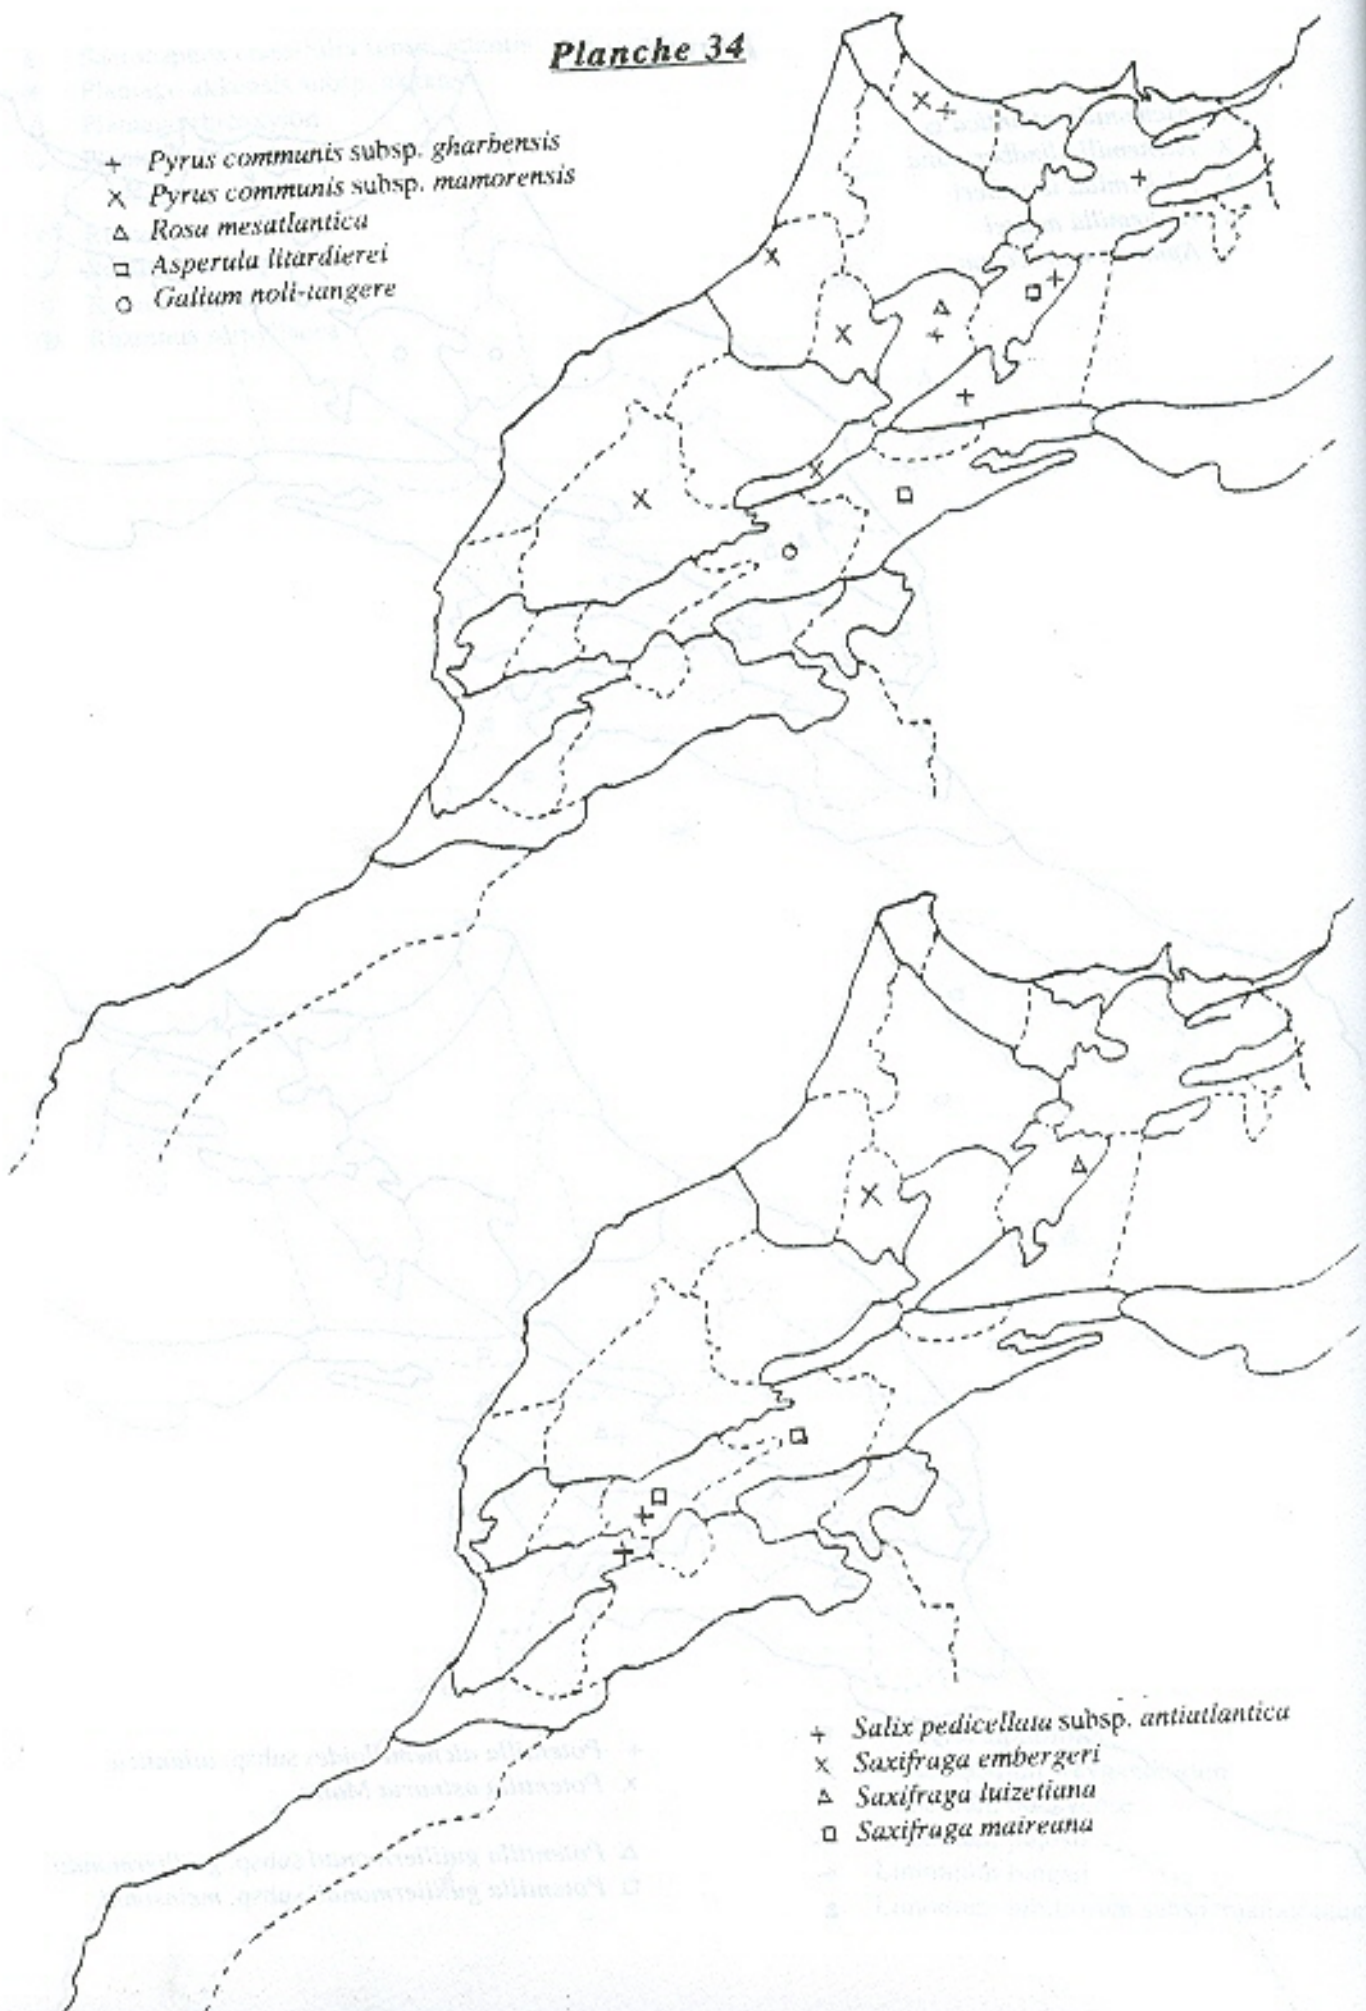 Planche 34
+ Pyrus communis subsp. gharbensis
× Pyrus communis subsp. mamorensis
△ Rosa mesatlantica
□ Asperula litardierei
○ Galium noli-tangere
+ Salix pedicellata subsp. antiatlantica
× Saxifraga embergeri
△ Saxifraga luizetiana
□ Saxifraga maireana